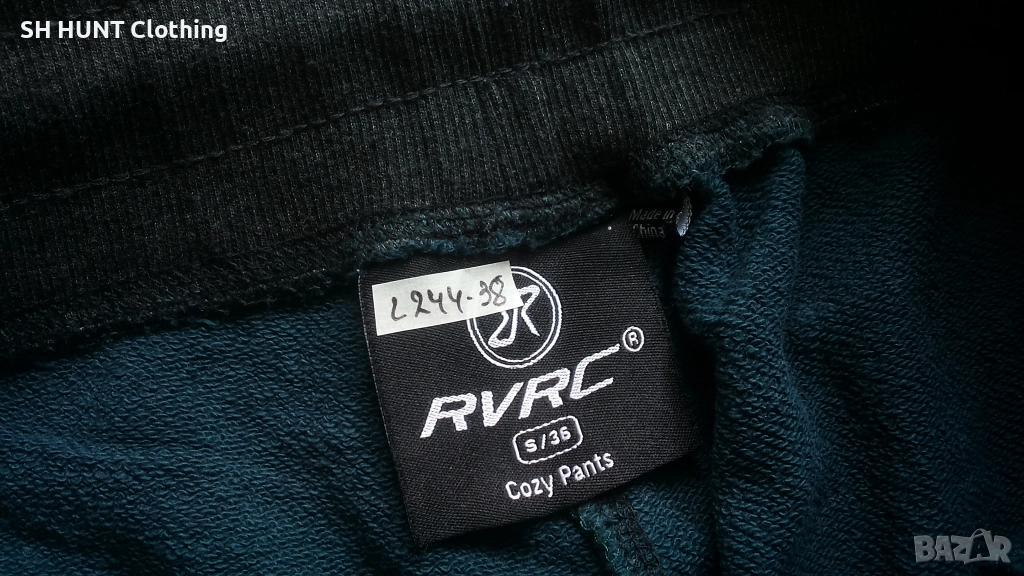 SH HUNT Clothing
Made in
China
L244-38
RVRC®
S/36
Cozy Pants
BAZAR